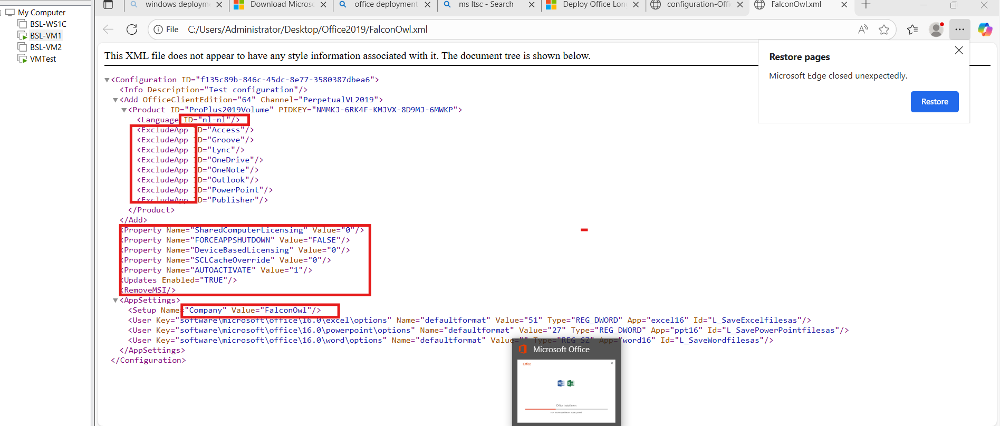 My Computer
BSL-WS1C
BSL-VM1
BSL-VM2
VMTest
windows deploym
Download Micros
office deployment
ms ltsc - Search
Deploy Office Lon
configuration-Offi
FalconOwl.xml
File C:/Users/Administrator/Desktop/Office2019/FalconOwl.xml
This XML file does not appear to have any style information associated with it. The document tree is shown below.
Restore pages
Microsoft Edge closed unexpectedly.
Restore
<Configuration ID="f135c89b-846c-45dc-8e77-3580387dbea6">
<Info Description="Test configuration"/>
<Add OfficeClientEdition="64" Channel="PerpetualVL2019">
<Product ID="ProPlus2019Volume" PIDKEY="NMMKJ-6RK4F-KMJVX-8D9MJ-6MWKP">
<Language ID="nl-nl"/>
<ExcludeApp ID="Access"/>
<ExcludeApp ID="Groove"/>
<ExcludeApp ID="Lync"/>
<ExcludeApp ID="OneDrive"/>
<ExcludeApp ID="OneNote"/>
<ExcludeApp ID="Outlook"/>
<ExcludeApp ID="PowerPoint"/>
<ExcludeApp ID="Publisher"/>
</Product>
</Add>
<Property Name="SharedComputerLicensing" Value="0"/>
<Property Name="FORCEAPPSHUTDOWN" Value="FALSE"/>
<Property Name="DeviceBasedLicensing" Value="0"/>
<Property Name="SCLCacheOverride" Value="0"/>
<Property Name="AUTOACTIVATE" Value="1"/>
<Updates Enabled="TRUE"/>
<RemoveMSI/>
<AppSettings>
<Setup Name="Company" Value="FalconOwl"/>
<User Key="software\microsoft\office\16.0\excel\options" Name="defaultformat" Value="51" Type="REG_DWORD" App="excel16" Id="L_SaveExcelfilesas"/>
<User Key="software\microsoft\office\16.0\powerpoint\options" Name="defaultformat" Value="27" Type="REG_DWORD" App="ppt16" Id="L_SavePowerPointfilesas"/>
<User Key="software\microsoft\office\16.0\word\options" Name="defaultformat" Value="" Type="REG_SZ" App="word16" Id="L_SaveWordfilesas"/>
</AppSettings>
</Configuration>
Microsoft Office
Office